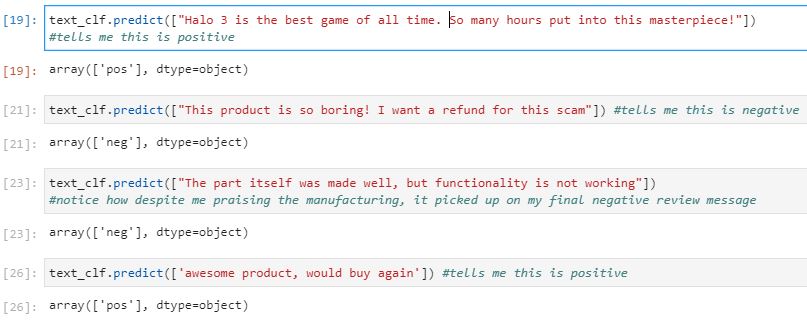 [19]: text_clf.predict(["Halo 3 is the best game of all time. So many hours put into this masterpiece!"])
#tells me this is positive
[19]: array(['pos'], dtype=object)
[21]: text_clf.predict(["This product is so boring! I want a refund for this scam"]) #tells me this is negative
[21]: array(['neg'], dtype=object)
[23]: text_clf.predict(["The part itself was made well, but functionality is not working"])
#notice how despite me praising the manufacturing, it picked up on my final negative review message
[23]: array(['neg'], dtype=object)
[26]: text_clf.predict(['awesome product, would buy again']) #tells me this is positive
[26]: array(['pos'], dtype=object)